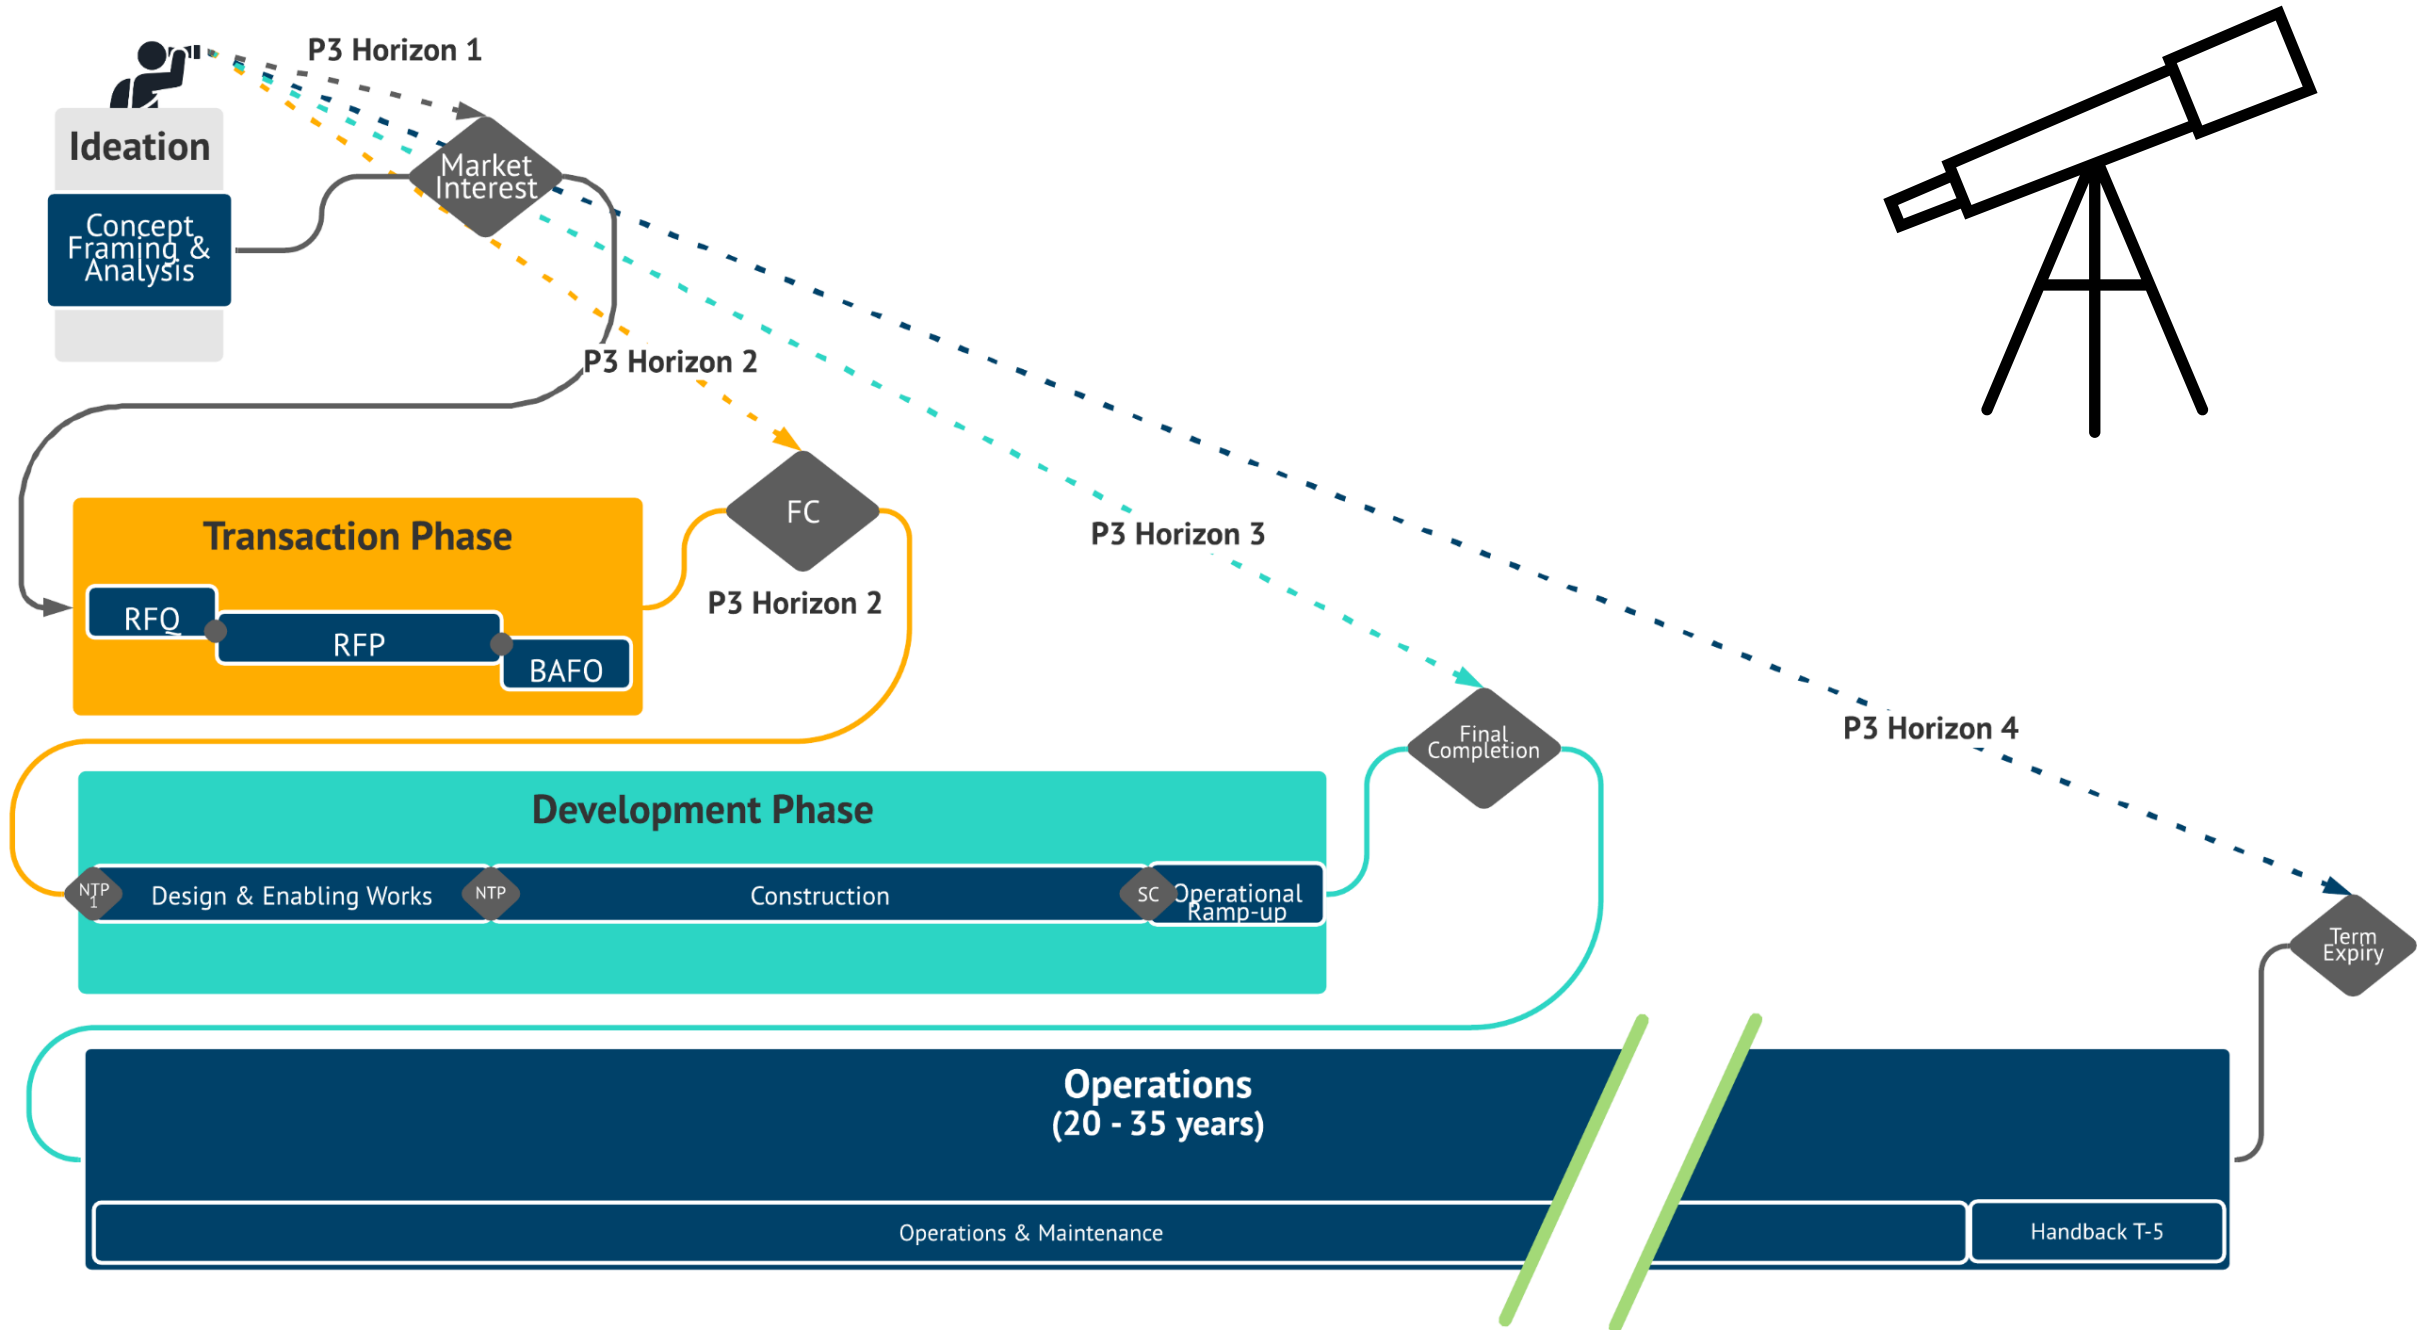 P3 Horizon 1
Ideation
Market
Interest
Concept
Framing &
Analysis
P3 Horizon 2
FC
Transaction Phase
P3 Horizon 3
P3 Horizon 2
RFQ
RFP
BAFO
Final
Completion
P3 Horizon 4
Development Phase
NTP
1
Design & Enabling Works
NTP
Construction
SC
Operational
Ramp-up
Term
Expiry
Operations
(20 - 35 years)
Operations & Maintenance
Handback T-5